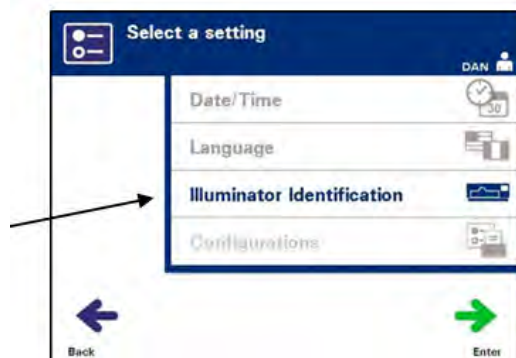 Select a setting
DAN
Date/Time
30
Language
Illuminator Identification
Configurations
Back
Enter